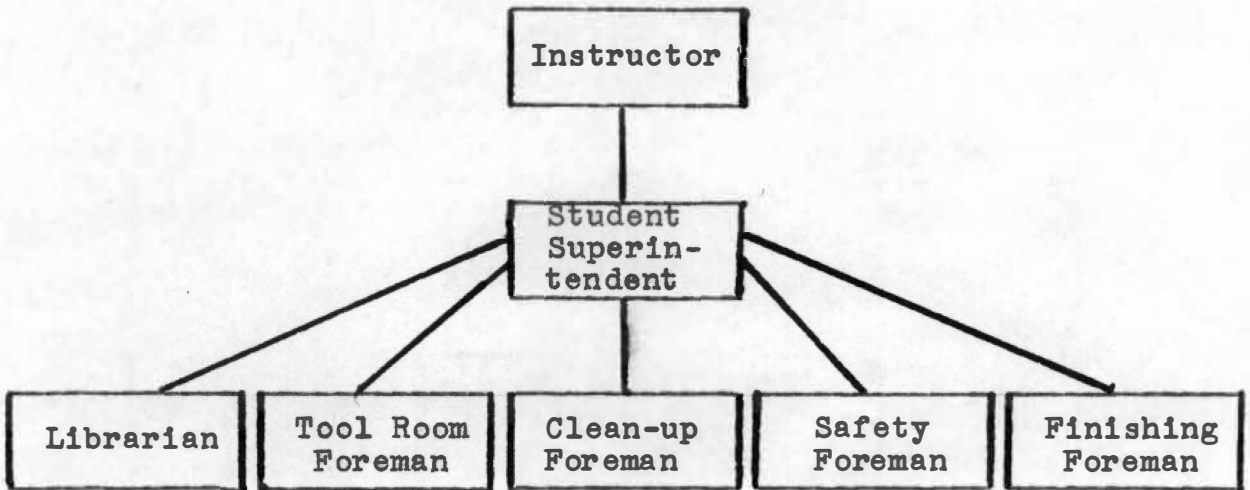 Instructor
Student
Superin-
tendent
Librarian
Tool Room
Foreman
Clean-up
Foreman
Safety
Foreman
Finishing
Foreman